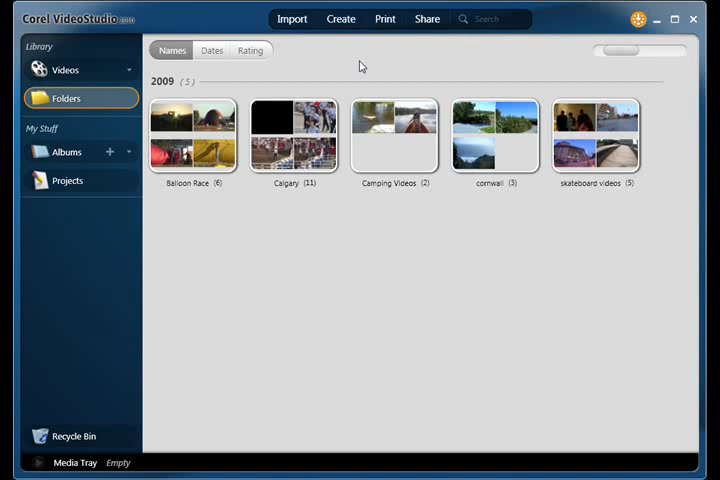 Corel VideoStudio 2010
Import Create Print Share Search
Library
Names Dates Rating
Videos
2009 (5)
Folders
My Stuff
Albums
Projects
Balloon Race (6) Calgary (11) Camping Videos (2) cornwall (3) skateboard videos (5)
Recycle Bin
Media Tray Empty